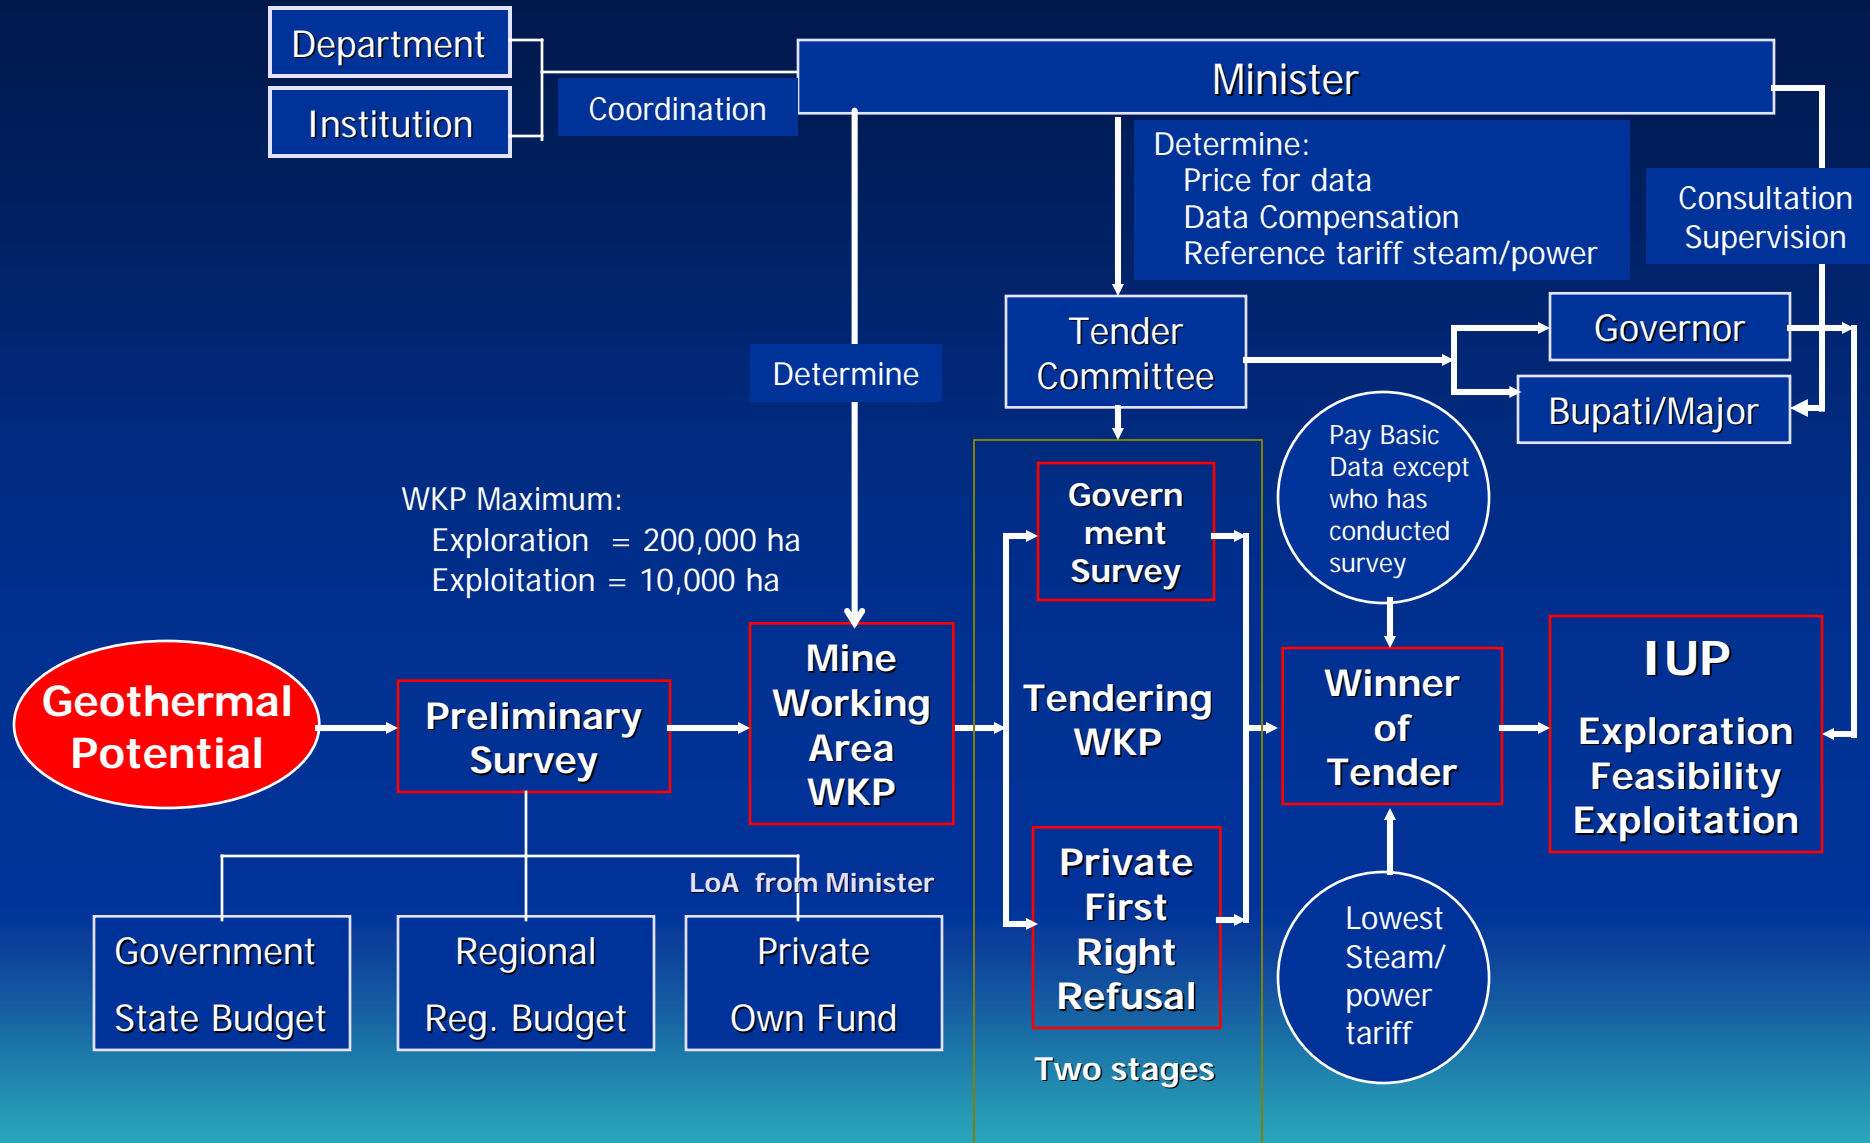 Department
Institution
Coordination
Minister
Determine:
Price for data
Data Compensation
Reference tariff steam/power
Consultation
Supervision
Tender
Committee
Governor
Bupati/Major
Determine
WKP Maximum:
Exploration = 200,000 ha
Exploitation = 10,000 ha
Govern
ment
Survey
Pay Basic
Data except
who has
conducted
survey
Geothermal
Potential
Preliminary
Survey
Mine
Working
Area
WKP
Tendering
WKP
Winner
of
Tender
IUP
Exploration
Feasibility
Exploitation
LoA from Minister
Government
State Budget
Regional
Reg. Budget
Private
Own Fund
Private
First
Right
Refusal
Two stages
Lowest
Steam/
power
tariff